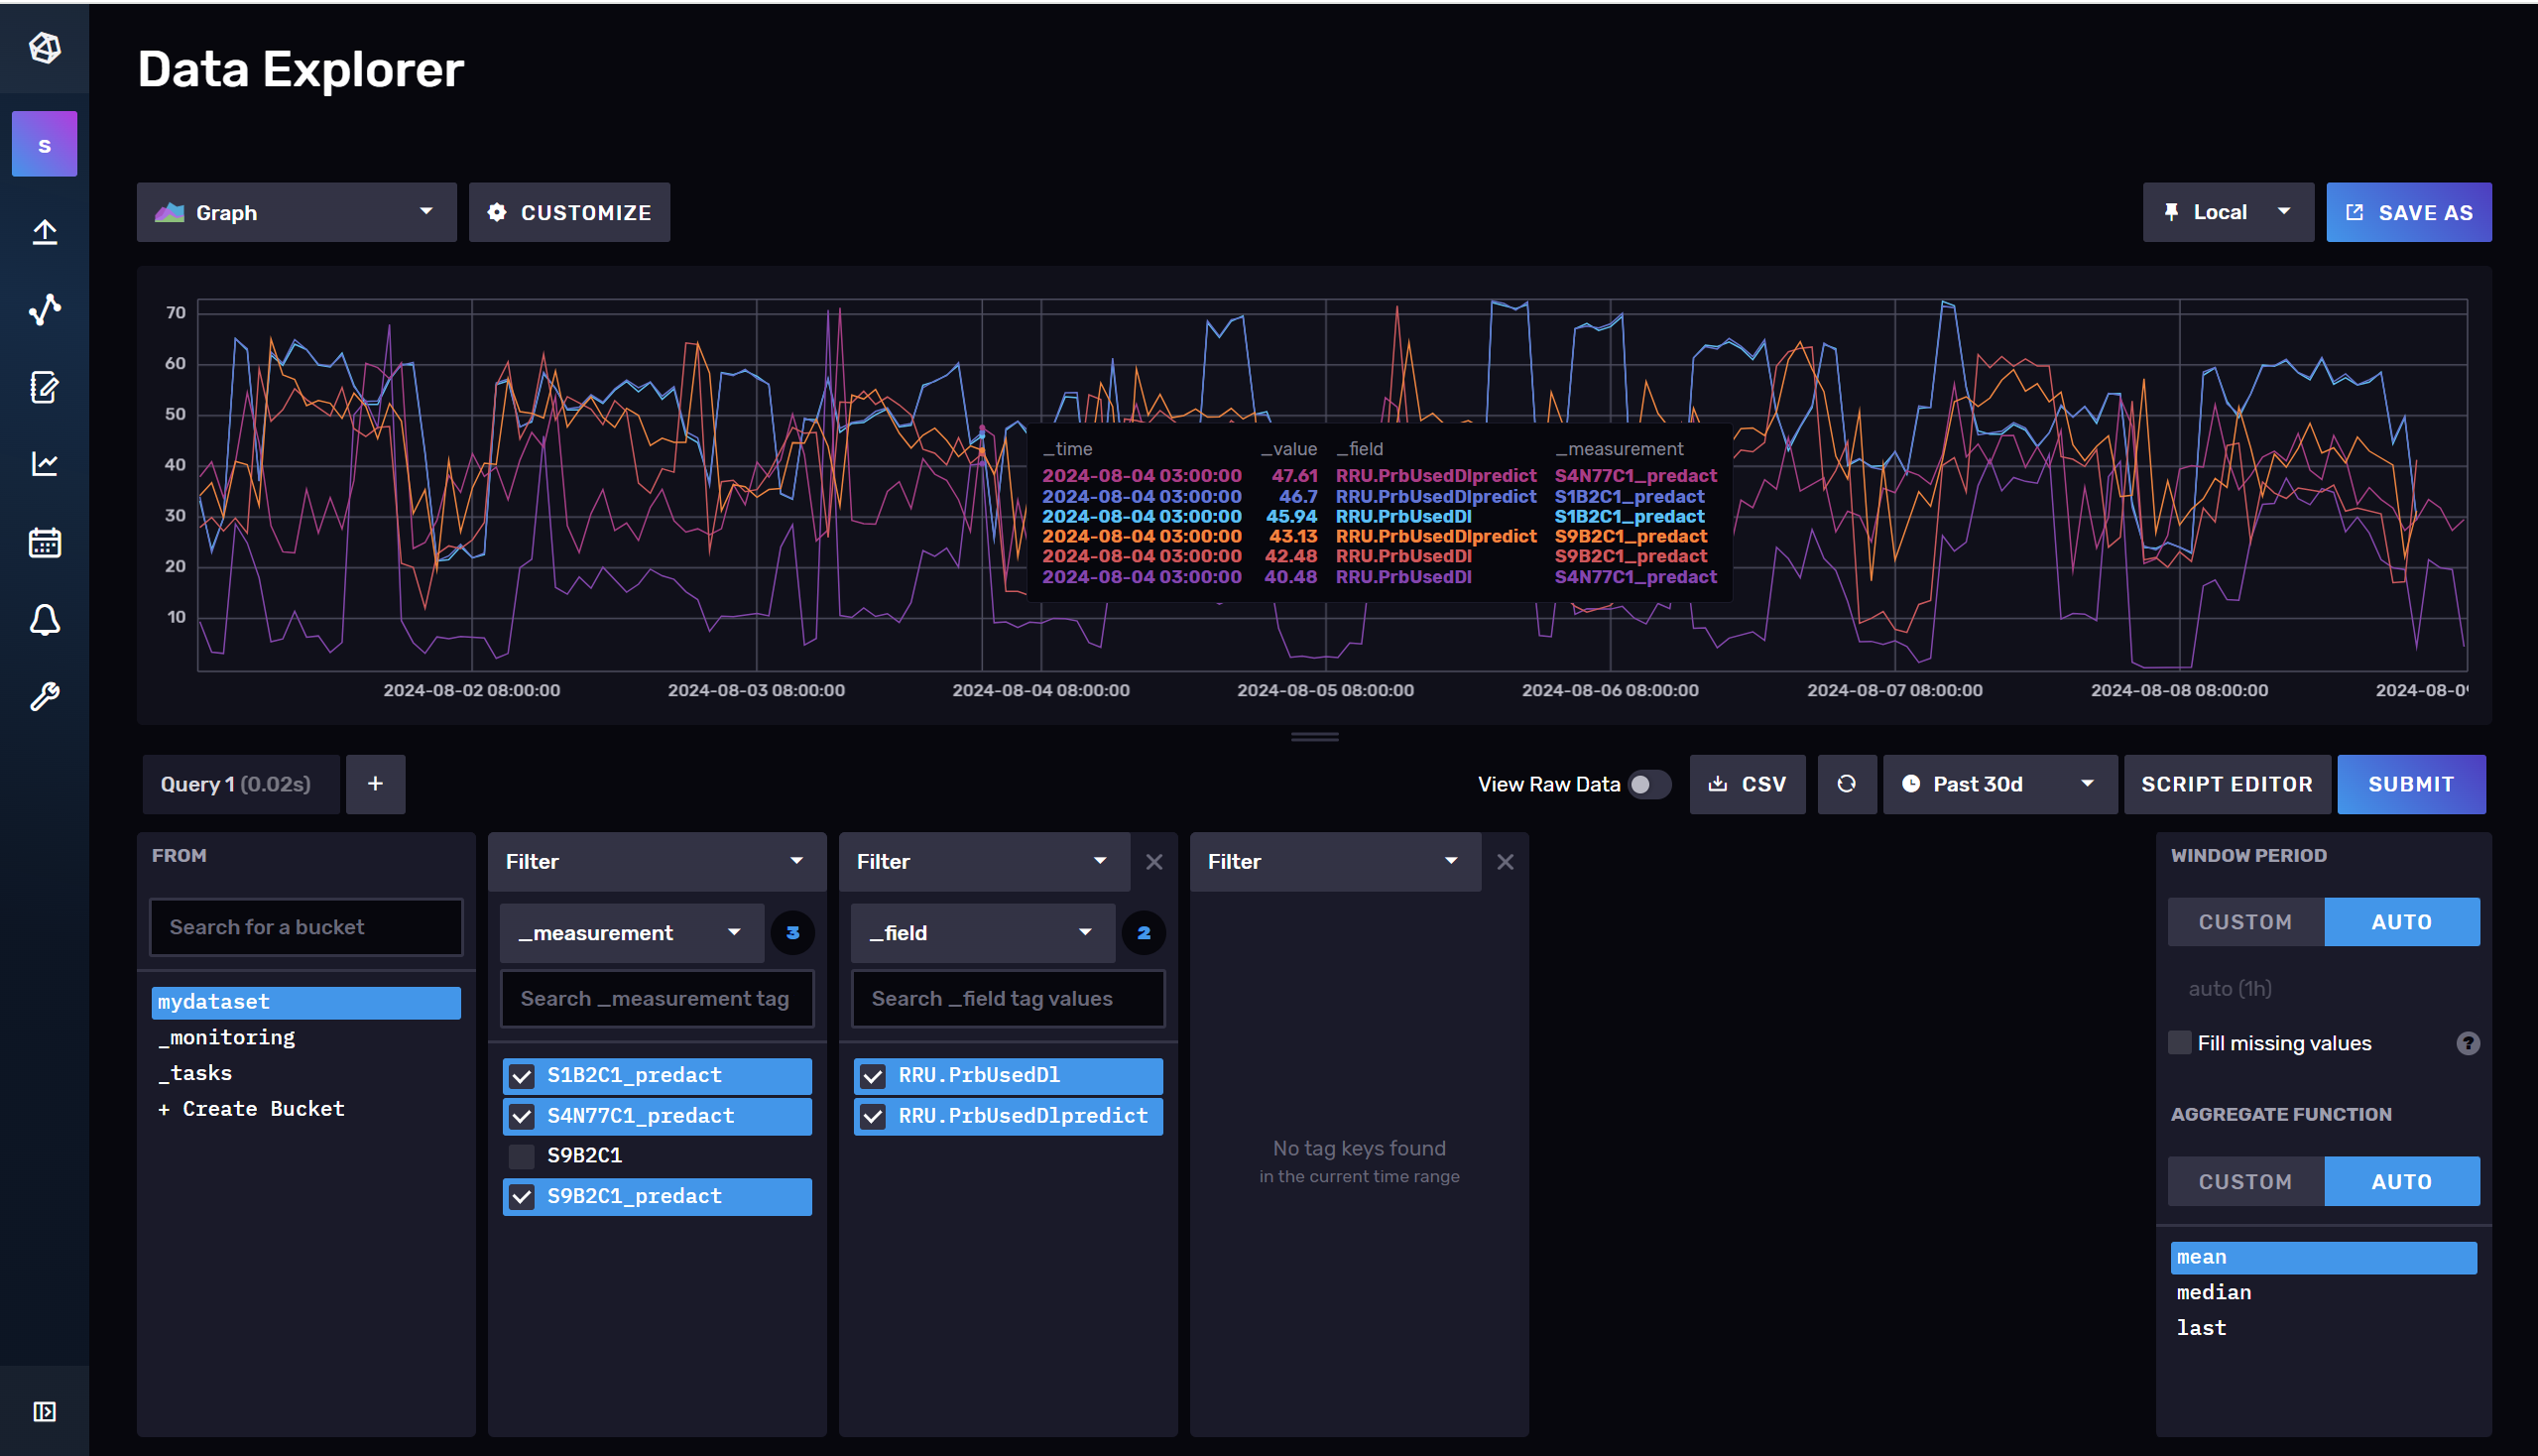 Data Explorer
s
Graph
CUSTOMIZE
Local
SAVE AS
70
60
50
40
30
20
10
_time _value _field _measurement
2024-08-04 03:00:00 47.61 RRU.PrbUsedDlpredict S4N77C1_predact
2024-08-04 03:00:00 46.7 RRU.PrbUsedDlpredict S1B2C1_predact
2024-08-04 03:00:00 45.94 RRU.PrbUsedDl S1B2C1_predact
2024-08-04 03:00:00 43.13 RRU.PrbUsedDlpredict S9B2C1_predact
2024-08-04 03:00:00 42.48 RRU.PrbUsedDl S9B2C1_predact
2024-08-04 03:00:00 40.48 RRU.PrbUsedDl S4N77C1_predact
2024-08-02 08:00:00 2024-08-03 08:00:00 2024-08-04 08:00:00 2024-08-05 08:00:00 2024-08-06 08:00:00 2024-08-07 08:00:00 2024-08-08 08:00:00
Query 1 (0.02s)
+
View Raw Data
CSV
Past 30d
SCRIPT EDITOR
SUBMIT
FROM
Search for a bucket
mydataset
_monitoring
_tasks
+ Create Bucket
Filter
_measurement
3
Search _measurement tag
S1B2C1_predact
S4N77C1_predact
S9B2C1
S9B2C1_predact
Filter
_field
2
Search _field tag values
RRU.PrbUsedDl
RRU.PrbUsedDlpredict
Filter
No tag keys found
in the current time range
WINDOW PERIOD
CUSTOM
AUTO
auto (1h)
Fill missing values
?
AGGREGATE FUNCTION
CUSTOM
AUTO
mean
median
last